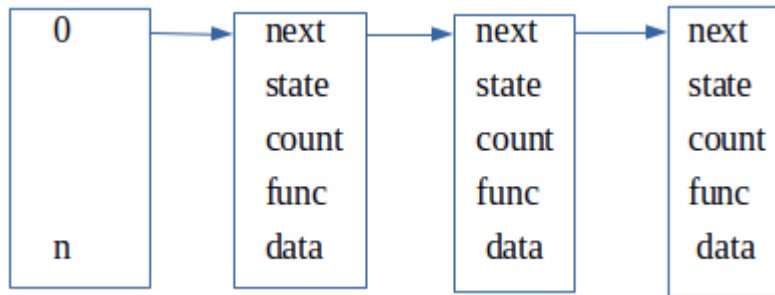 0 next next next
state state state
count count count
func func func
n data data data